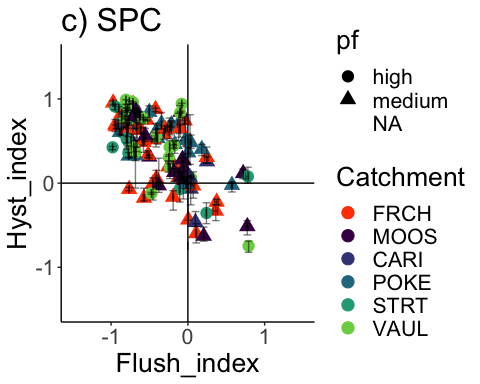 c) SPC
Hyst_index
1
0
-1
-1
0
1
Flush_index
pf
high
medium
NA
Catchment
FRCH
MOOS
CARI
POKE
STRT
VAUL